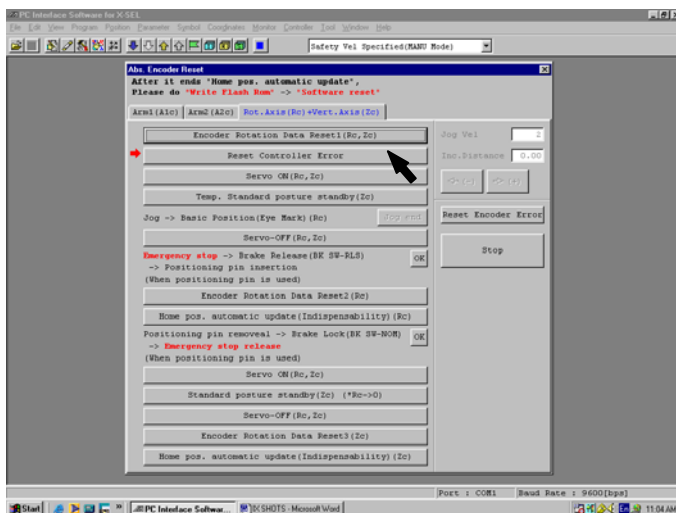 PC Interface Software for X-SEL
File Edit View Program Position Parameter Symbol Coordinates Monitor Controller Tool Window Help
Safety Vel Specified(MANU Mode)
Abs. Encoder Reset
After it ends "Home pos. automatic update",
Please do "Write Flash Rom" -> "Software reset"
Arm1(A1c) Arm2(A2c) Rot.Axis(Rc)+Vert.Axis(Zc)
Encoder Rotation Data Reset1(Rc,Zc)
Reset Controller Error
Servo ON(Rc,Zc)
Temp. Standard posture standby(Zc)
Jog -> Basic Position(Eye Mark)(Rc) Jog end
Servo-OFF(Rc,Zc)
Emergency stop -> Brake Release(BK SW-RLS) OK
-> Positioning pin insertion
(When positioning pin is used)
Encoder Rotation Data Reset2(Rc)
Home pos. automatic update(Indispensability)(Rc)
Positioning pin removeal -> Brake Lock(BK SW-NOM) OK
-> Emergency stop release
(When positioning pin is used)
Servo ON(Rc,Zc)
Standard posture standby(Zc) (*Rc->0)
Servo-OFF(Rc,Zc)
Encoder Rotation Data Reset3(Zc)
Home pos. automatic update(Indispensability)(Zc)
Jog Vel 2
Inc.Distance 0.00
(-) (+)
Reset Encoder Error
Stop
Port : COM1 Baud Rate : 9600[bps]
Start PC Interface Softwar... IX SHOTS - Microsoft Word 11:04 AM